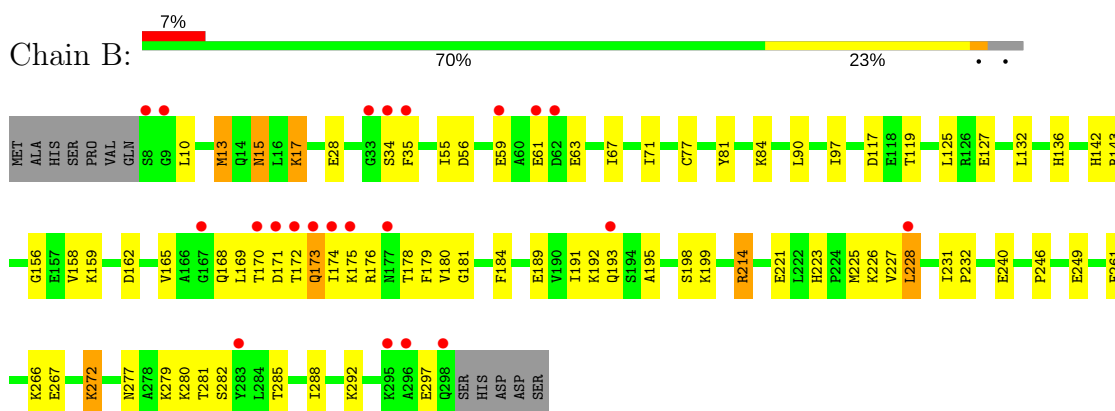 7%
Chain B:
70% 23% • •
MET ALA HIS SER PRO VAL GLN S8 G9 L10 M13 Q14 N15 L16 K17 E28 G33 S34 F35 I55 D56 E59 A60 E61 D62 E63 I67 I71 C77 Y81 K84 L90 I97 D117 E118 T119 L125 R126 E127 L132 H136 H142
G156 E157 V158 K159 D162 V165 A166 G167 Q168 L169 T170 D171 T172 Q173 I174 K175 R176 N177 T178 F179 V180 G181 F184 E189 V190 I191 K192 Q193 S194 A195 S198 K199 R214 E221 L222 H223 P224 M225 K226 V227 L228 I231 P232 E240 P246 E249
K266 E267 K272 N277 A278 K279 K280 T281 S282 Y283 L284 T285 I288 K292 K295 A296 E297 Q298 SER HIS ASP ASP SER